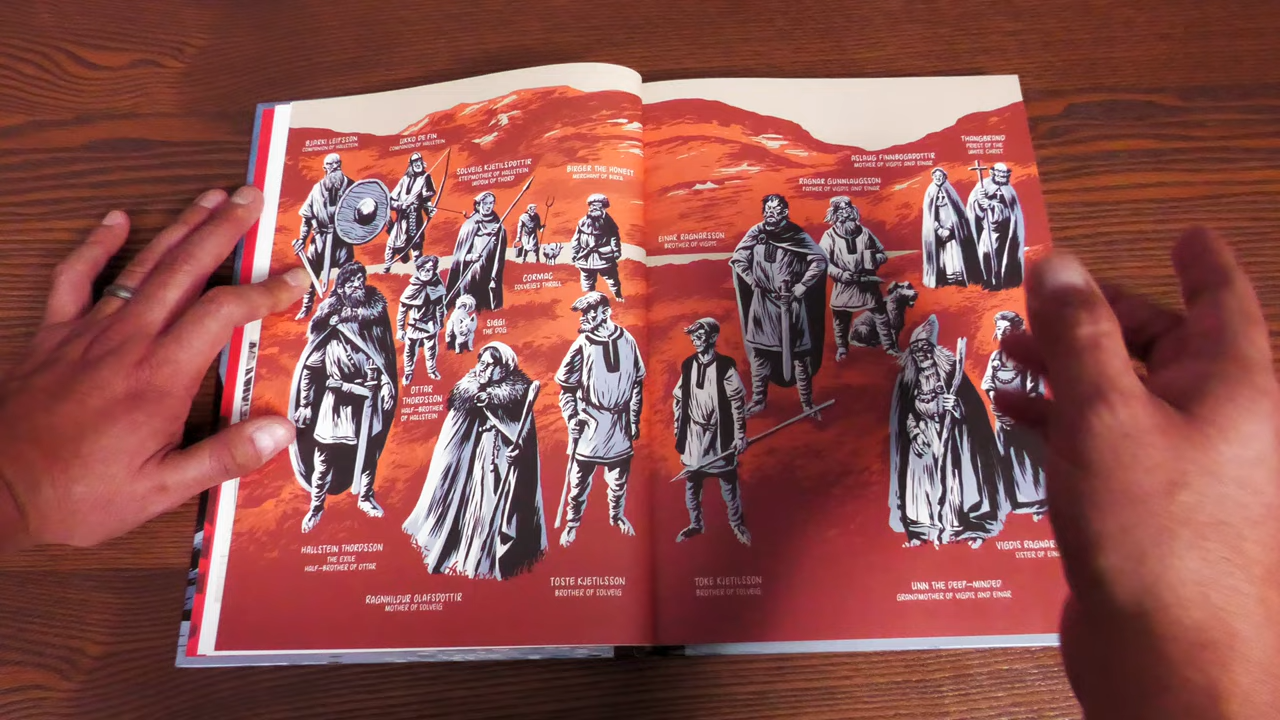 BJARKI LEIFSSON
COMPANION OF HALLSTEIN
UKKO DE FIN
COMPANION OF HALLSTEIN
SOLVEIG KJETILSDOTTIR
STEPMOTHER OF HALLSTEIN
WIDOW OF THORD
BIRGER THE HONEST
MERCHANT OF BIRKA
CORMAC
SOLVEIG'S THRALL
SIGGI
THE DOG
OTTAR
THORDSSON
HALF-BROTHER
OF HALLSTEIN
HALLSTEIN THORDSSON
THE EXILE
HALF-BROTHER OF OTTAR
RAGNHILDUR OLAFSDOTTIR
MOTHER OF SOLVEIG
TOSTE KJETILSSON
BROTHER OF SOLVEIG
EINAR RAGNARSSON
BROTHER OF VIGDIS
RAGNAR GUNNLAUGSSON
FATHER OF VIGDIS AND EINAR
ASLAUG FINNBOGADOTTIR
MOTHER OF VIGDIS AND EINAR
THANGBRAND
PRIEST OF THE
WHITE CHRIST
TOKE KJETILSSON
BROTHER OF SOLVEIG
UNN THE DEEP-MINDED
GRANDMOTHER OF VIGDIS AND EINAR
VIGDIS RAGNAR
SISTER OF EINA